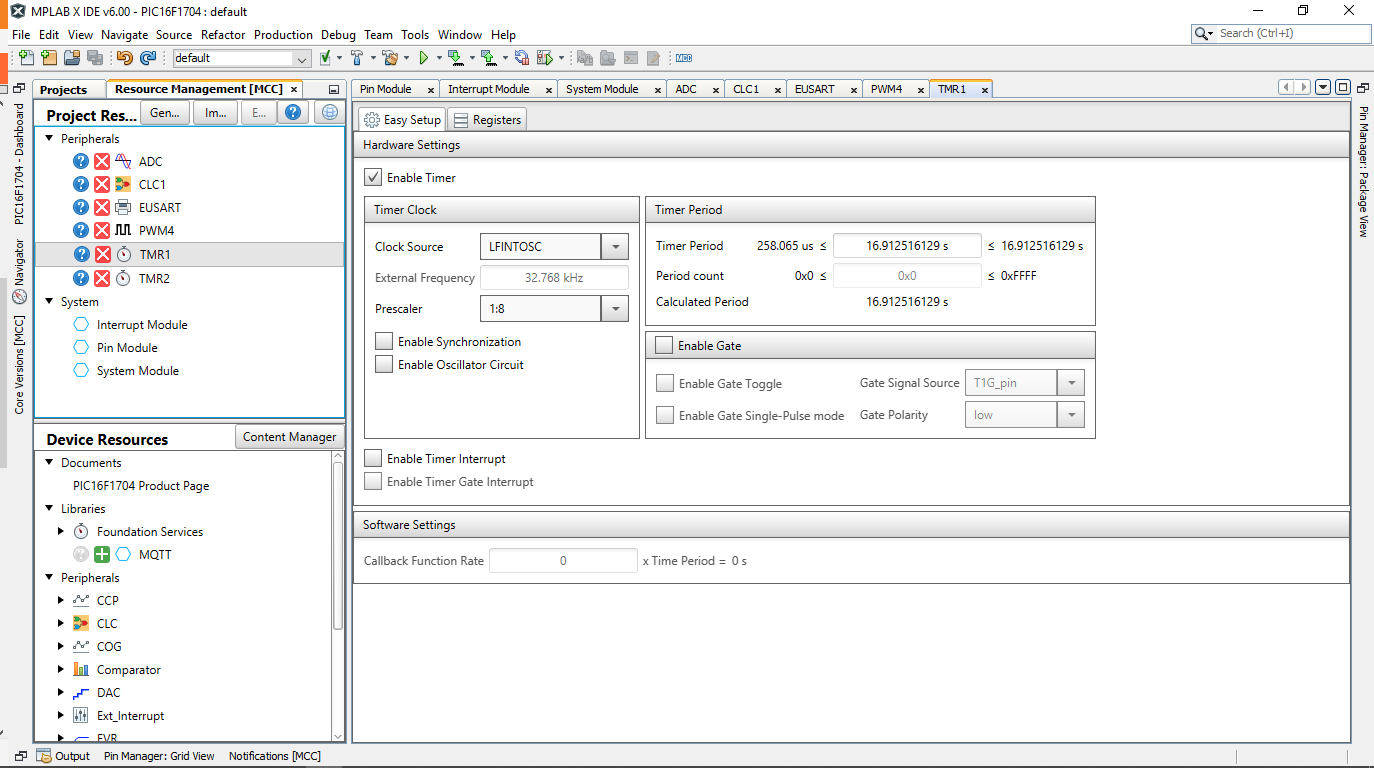 MPLAB X IDE v6.00 - PIC16F1704 : default
File Edit View Navigate Source Refactor Production Debug Team Tools Window Help
Search (Ctrl+I)
default
Projects
Resource Management [MCC]
Project Res...
Gen...
Im...
E...
Peripherals
ADC
CLC1
EUSART
PWM4
TMR1
TMR2
System
Interrupt Module
Pin Module
System Module
Device Resources
Content Manager
Documents
PIC16F1704 Product Page
Libraries
Foundation Services
MQTT
Peripherals
CCP
CLC
COG
Comparator
DAC
Ext_Interrupt
FVR
PIC16F1704 - Dashboard
Navigator
Core Versions [MCC]
Pin Module
Interrupt Module
System Module
ADC
CLC1
EUSART
PWM4
TMR1
Easy Setup
Registers
Hardware Settings
Enable Timer
Timer Clock
Clock Source LFINTOSC
External Frequency 32.768 kHz
Prescaler 1:8
Enable Synchronization
Enable Oscillator Circuit
Timer Period
Timer Period 258.065 us ≤ 16.912516129 s ≤ 16.912516129 s
Period count 0x0 ≤ 0x0 ≤ 0xFFFF
Calculated Period 16.912516129 s
Enable Gate
Enable Gate Toggle Gate Signal Source T1G_pin
Enable Gate Single-Pulse mode Gate Polarity low
Enable Timer Interrupt
Enable Timer Gate Interrupt
Software Settings
Callback Function Rate 0 x Time Period = 0 s
Pin Manager: Package View
Output Pin Manager: Grid View Notifications [MCC]